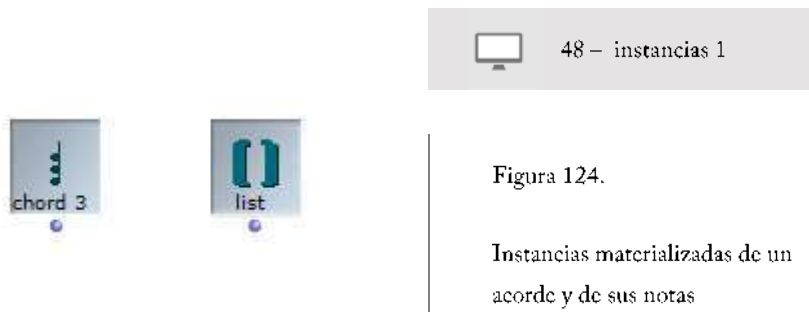 48 – instancias 1
chord 3
list
Figura 124.
Instancias materializadas de un
acorde y de sus notas